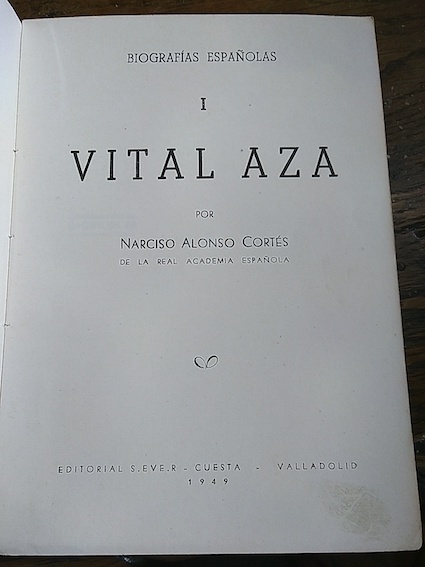 BIOGRAFÍAS ESPAÑOLAS
I
VITAL AZA
POR
NARCISO ALONSO CORTÉS
DE LA REAL ACADEMIA ESPAÑOLA
EDITORIAL S.EVE.R - CUESTA - VALLADOLID
1949